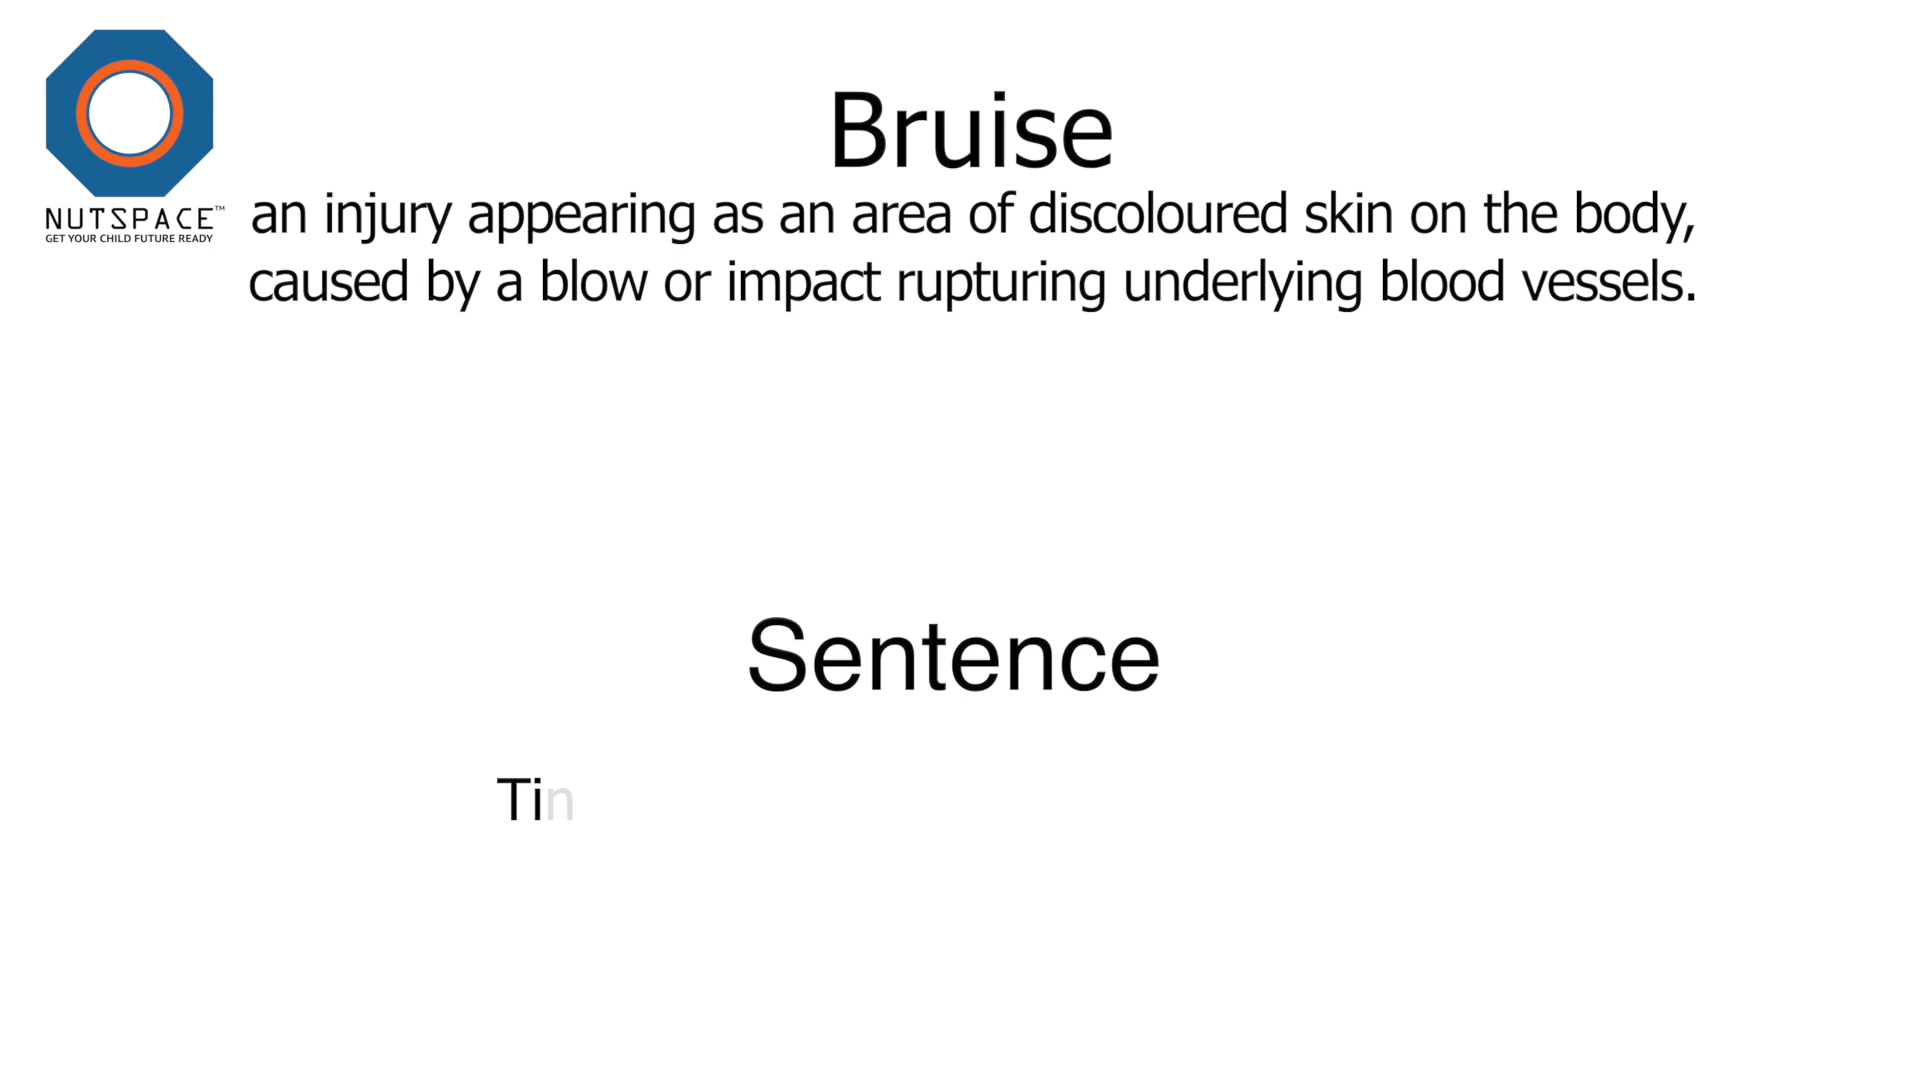 NUTSPACE™
GET YOUR CHILD FUTURE READY
Bruise
an injury appearing as an area of discoloured skin on the body,
caused by a blow or impact rupturing underlying blood vessels.
Sentence
Tin